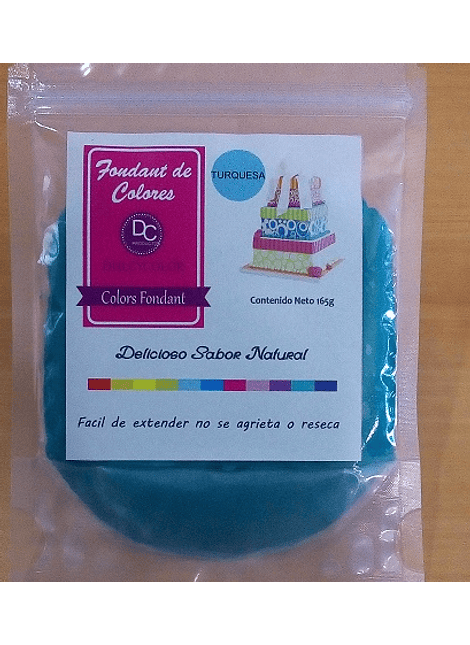 Fondant de
Colores
TURQUESA
DC
PRODUCTOS
Colors Fondant
Contenido Neto 165g
Delicioso Sabor Natural
Facil de extender no se agrieta o reseca